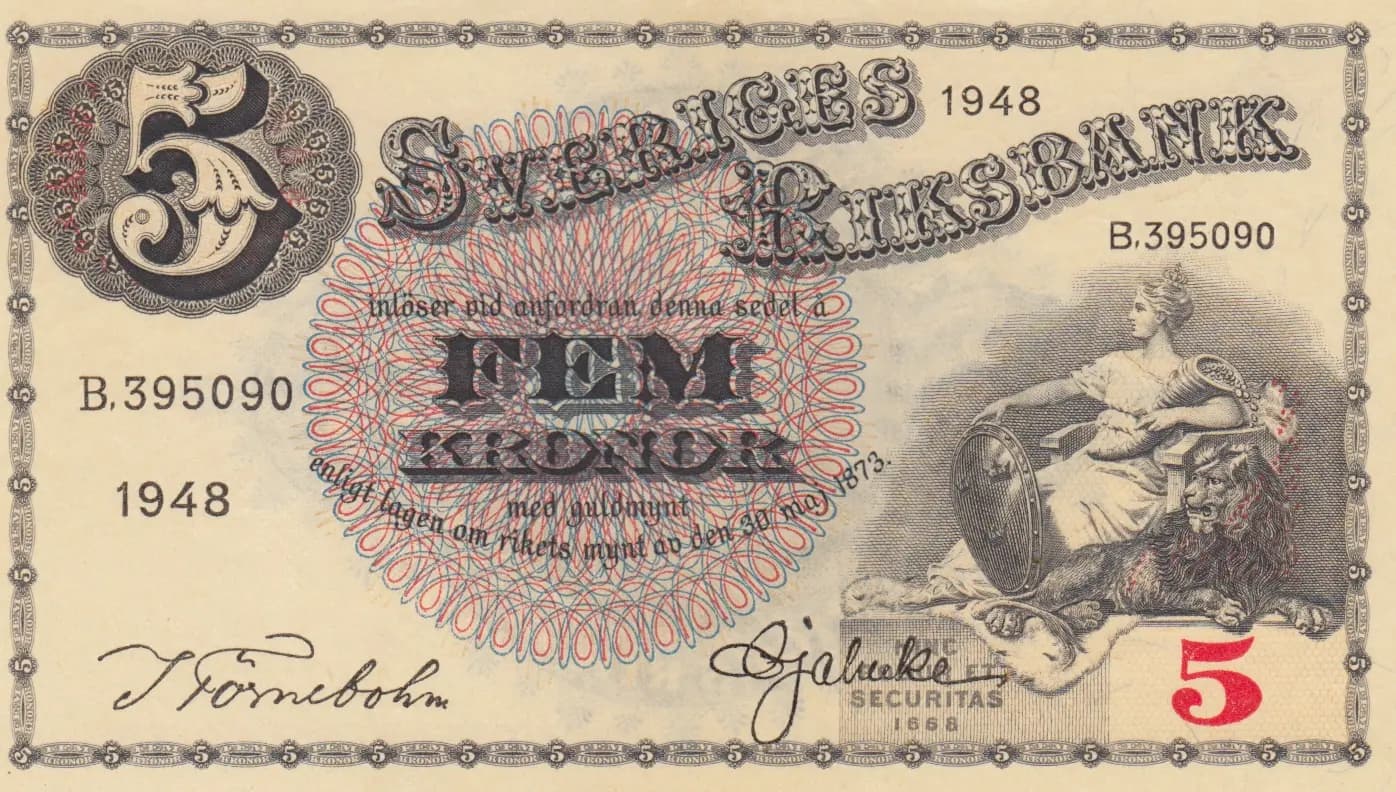 5
SVERIGES
1948
RIKSBANK
B.395090
inlöser vid anfordran denna sedel å
FEM
KRONOR
B.395090
med guldmynt
enligt lagen om rikets mynt av den 30 maj 1873.
1948
SECURITAS
1668
5